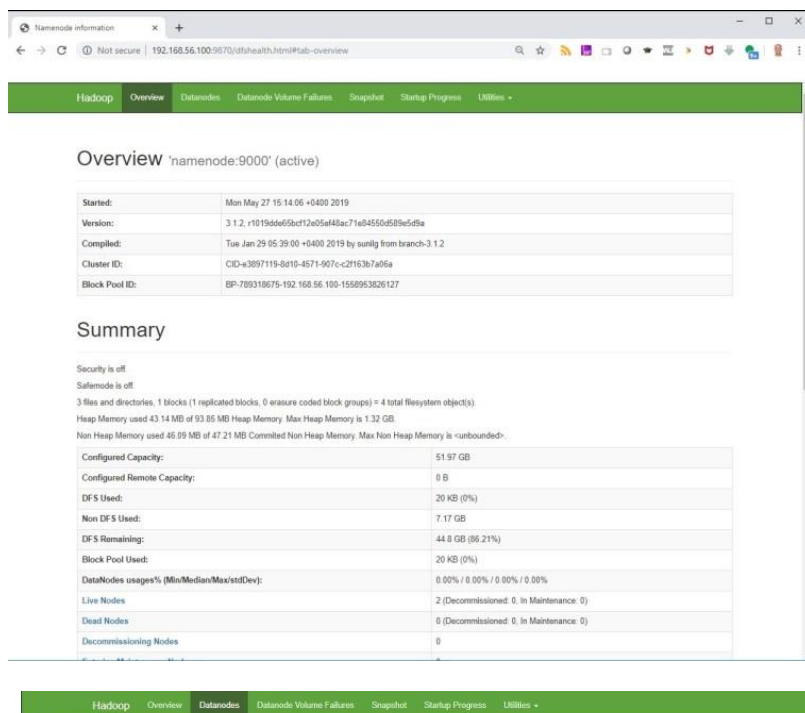 Namenode information
Not secure | 192.168.56.100:9870/dfshealth.html#tab-overview
Hadoop Overview Datanodes Datanode Volume Failures Snapshot Startup Progress Utilities
Overview 'namenode:9000' (active)
Started: Mon May 27 15:14:06 +0400 2019
Version: 3.1.2, r1019dde65bcf12e05ef48ac71e84550d589e5d9a
Compiled: Tue Jan 29 05:39:00 +0400 2019 by sunilg from branch-3.1.2
Cluster ID: CID-e3897119-8d10-4571-907c-c2f163b7a06a
Block Pool ID: BP-789318675-192.168.56.100-1558953826127
Summary
Security is off.
Safemode is off.
3 files and directories, 1 blocks (1 replicated blocks, 0 erasure coded block groups) = 4 total filesystem object(s).
Heap Memory used 43.14 MB of 93.85 MB Heap Memory. Max Heap Memory is 1.32 GB.
Non Heap Memory used 46.09 MB of 47.21 MB Commited Non Heap Memory. Max Non Heap Memory is <unbounded>.
Configured Capacity: 51.97 GB
Configured Remote Capacity: 0 B
DFS Used: 20 KB (0%)
Non DFS Used: 7.17 GB
DFS Remaining: 44.8 GB (86.21%)
Block Pool Used: 20 KB (0%)
DataNodes usages% (Min/Median/Max/stdDev): 0.00% / 0.00% / 0.00% / 0.00%
Live Nodes 2 (Decommissioned: 0, In Maintenance: 0)
Dead Nodes 0 (Decommissioned: 0, In Maintenance: 0)
Decommissioning Nodes 0
Hadoop Overview Datanodes Datanode Volume Failures Snapshot Startup Progress Utilities